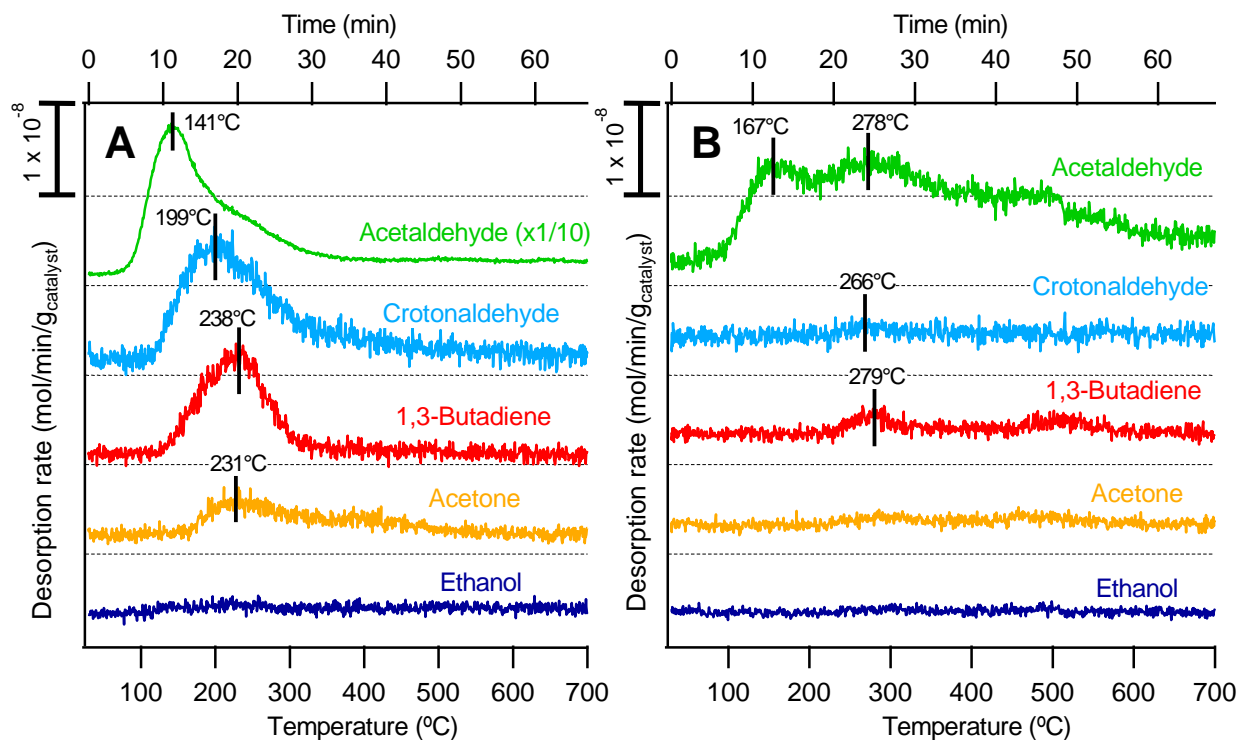 Time (min)
0 10 20 30 40 50 60
1 x 10⁻⁸
A
141°C
Acetaldehyde (x1/10)
199°C
Crotonaldehyde
238°C
1,3-Butadiene
231°C
Acetone
Ethanol
Desorption rate (mol/min/g_catalyst)
100 200 300 400 500 600 700
Temperature (ºC)
Time (min)
0 10 20 30 40 50 60
1 x 10⁻⁸
B
167°C 278°C
Acetaldehyde
266°C
Crotonaldehyde
279°C
1,3-Butadiene
Acetone
Ethanol
Desorption rate (mol/min/g_catalyst)
100 200 300 400 500 600 700
Temperature (ºC)